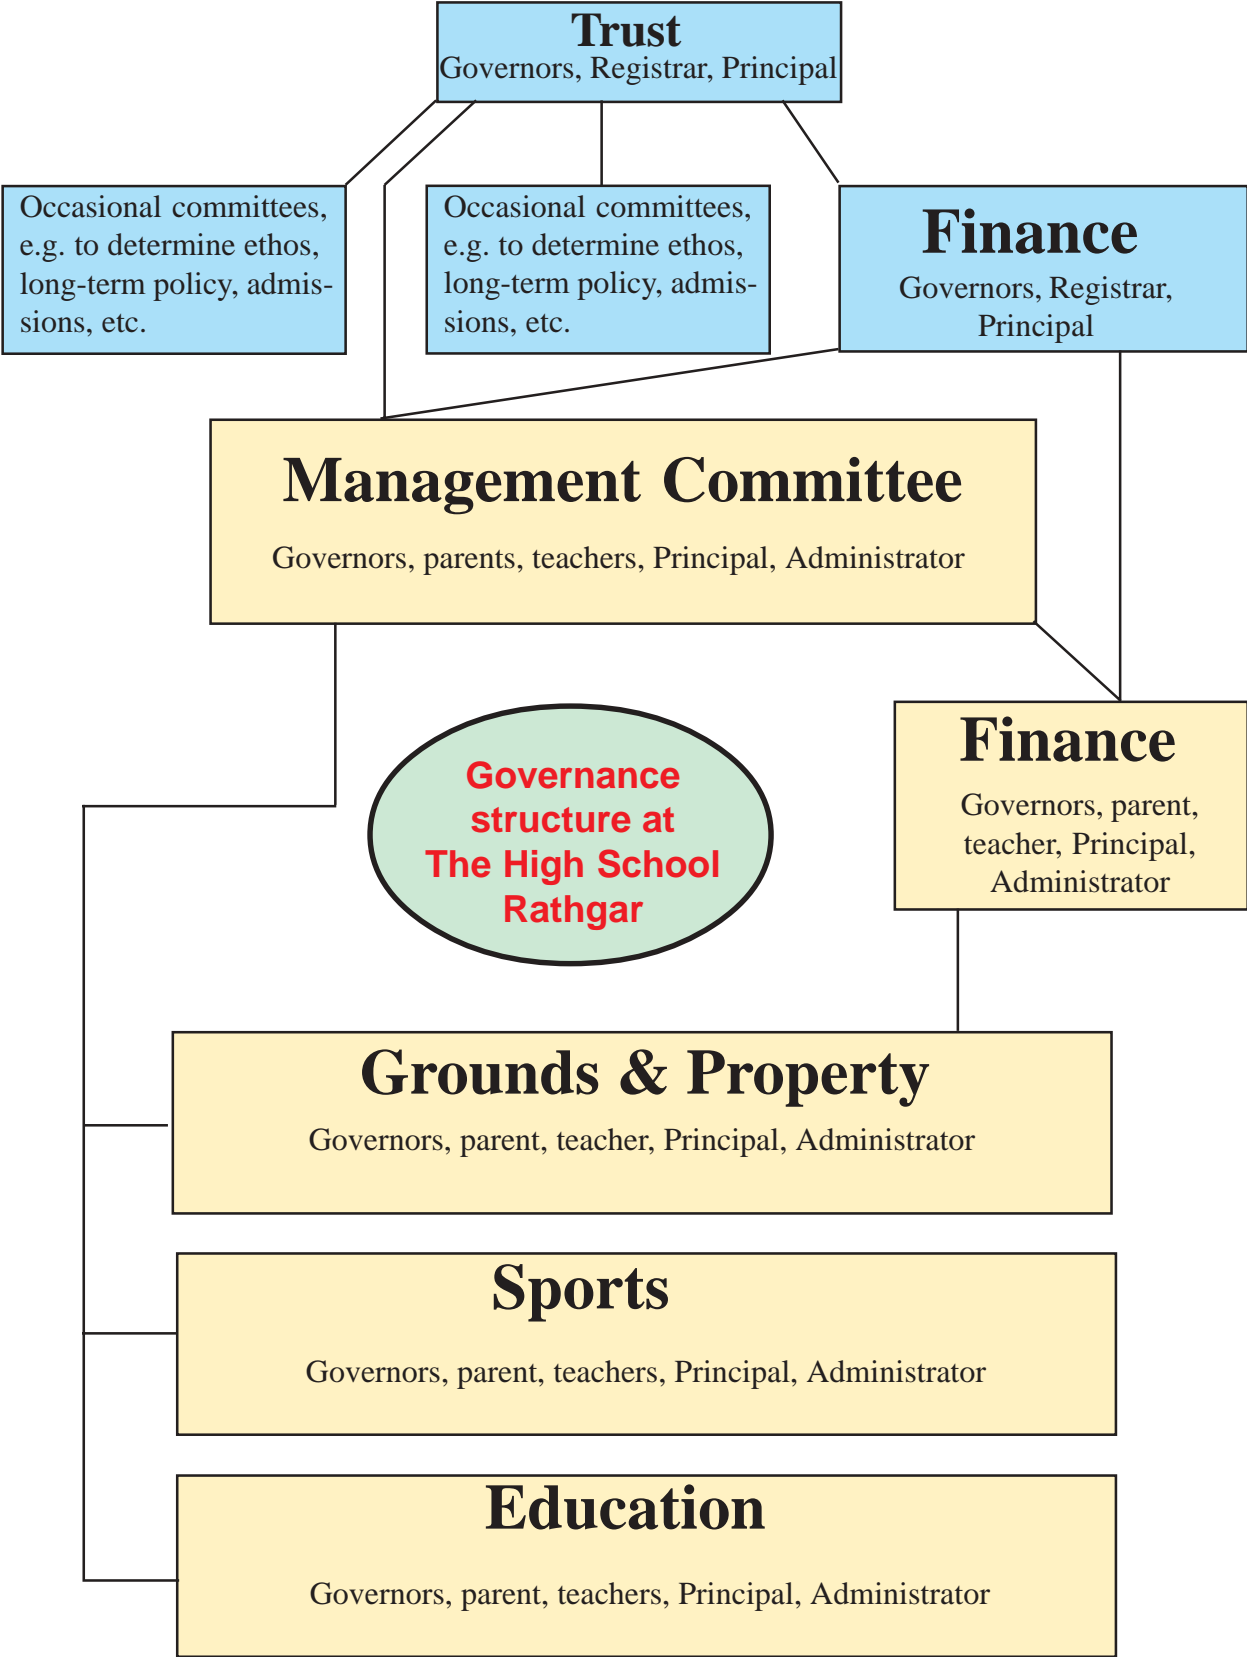 Trust
Governors, Registrar, Principal
Occasional committees,
e.g. to determine ethos,
long-term policy, admis-
sions, etc.
Occasional committees,
e.g. to determine ethos,
long-term policy, admis-
sions, etc.
Finance
Governors, Registrar,
Principal
Management Committee
Governors, parents, teachers, Principal, Administrator
Governance
structure at
The High School
Rathgar
Finance
Governors, parent,
teacher, Principal,
Administrator
Grounds & Property
Governors, parent, teacher, Principal, Administrator
Sports
Governors, parent, teachers, Principal, Administrator
Education
Governors, parent, teachers, Principal, Administrator